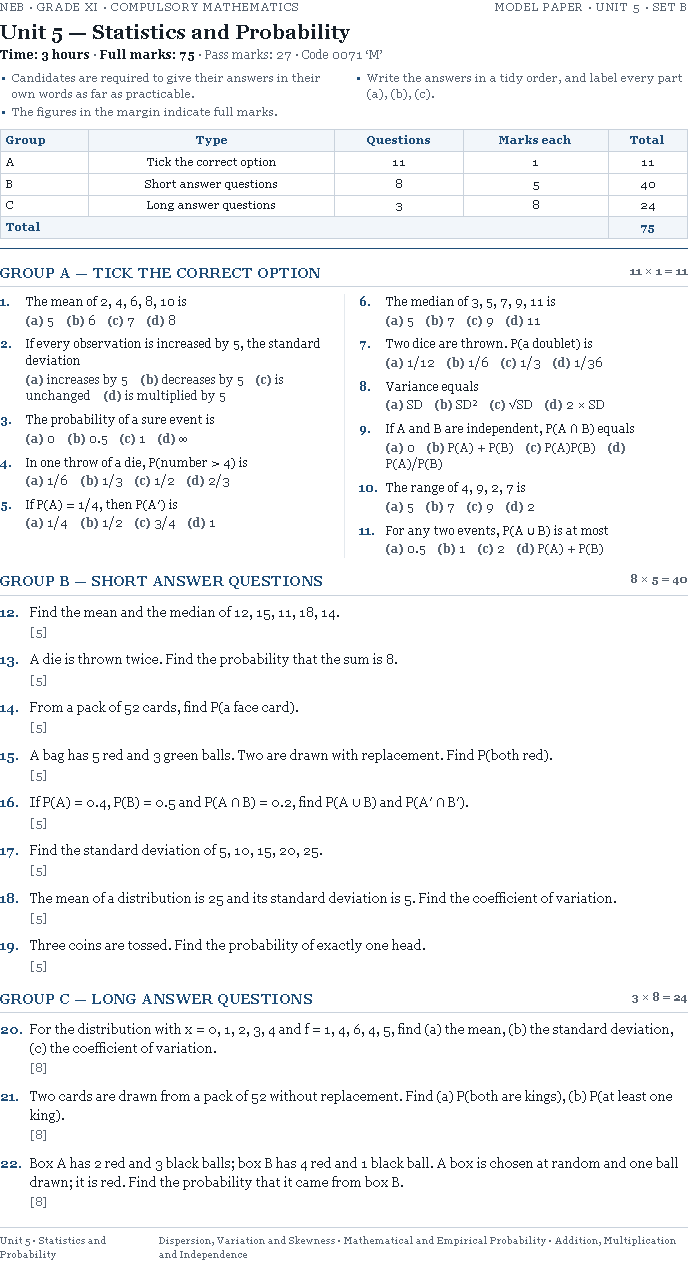 NEB · GRADE XI · COMPULSORY MATHEMATICS
MODEL PAPER · UNIT 5 · SET B
Unit 5 — Statistics and Probability
Time: 3 hours · Full marks: 75 · Pass marks: 27 · Code 0071 ‘M’
• Candidates are required to give their answers in their
own words as far as practicable.
• The figures in the margin indicate full marks.
• Write the answers in a tidy order, and label every part
(a), (b), (c).
Group Type Questions Marks each Total
A Tick the correct option 11 1 11
B Short answer questions 8 5 40
C Long answer questions 3 8 24
Total 75
GROUP A — TICK THE CORRECT OPTION 11 × 1 = 11
1. The mean of 2, 4, 6, 8, 10 is
(a) 5 (b) 6 (c) 7 (d) 8
2. If every observation is increased by 5, the standard
deviation
(a) increases by 5 (b) decreases by 5 (c) is
unchanged (d) is multiplied by 5
3. The probability of a sure event is
(a) 0 (b) 0.5 (c) 1 (d) ∞
4. In one throw of a die, P(number > 4) is
(a) 1/6 (b) 1/3 (c) 1/2 (d) 2/3
5. If P(A) = 1/4, then P(A′) is
(a) 1/4 (b) 1/2 (c) 3/4 (d) 1
6. The median of 3, 5, 7, 9, 11 is
(a) 5 (b) 7 (c) 9 (d) 11
7. Two dice are thrown. P(a doublet) is
(a) 1/12 (b) 1/6 (c) 1/3 (d) 1/36
8. Variance equals
(a) SD (b) SD² (c) √SD (d) 2 × SD
9. If A and B are independent, P(A ∩ B) equals
(a) 0 (b) P(A) + P(B) (c) P(A)P(B) (d)
P(A)/P(B)
10. The range of 4, 9, 2, 7 is
(a) 5 (b) 7 (c) 9 (d) 2
11. For any two events, P(A ∪ B) is at most
(a) 0.5 (b) 1 (c) 2 (d) P(A) + P(B)
GROUP B — SHORT ANSWER QUESTIONS 8 × 5 = 40
12. Find the mean and the median of 12, 15, 11, 18, 14.
[5]
13. A die is thrown twice. Find the probability that the sum is 8.
[5]
14. From a pack of 52 cards, find P(a face card).
[5]
15. A bag has 5 red and 3 green balls. Two are drawn with replacement. Find P(both red).
[5]
16. If P(A) = 0.4, P(B) = 0.5 and P(A ∩ B) = 0.2, find P(A ∪ B) and P(A′ ∩ B′).
[5]
17. Find the standard deviation of 5, 10, 15, 20, 25.
[5]
18. The mean of a distribution is 25 and its standard deviation is 5. Find the coefficient of variation.
[5]
19. Three coins are tossed. Find the probability of exactly one head.
[5]
GROUP C — LONG ANSWER QUESTIONS 3 × 8 = 24
20. For the distribution with x = 0, 1, 2, 3, 4 and f = 1, 4, 6, 4, 5, find (a) the mean, (b) the standard deviation,
(c) the coefficient of variation.
[8]
21. Two cards are drawn from a pack of 52 without replacement. Find (a) P(both are kings), (b) P(at least one
king).
[8]
22. Box A has 2 red and 3 black balls; box B has 4 red and 1 black ball. A box is chosen at random and one ball
drawn; it is red. Find the probability that it came from box B.
[8]
Unit 5 · Statistics and
Probability
Dispersion, Variation and Skewness · Mathematical and Empirical Probability · Addition, Multiplication
and Independence